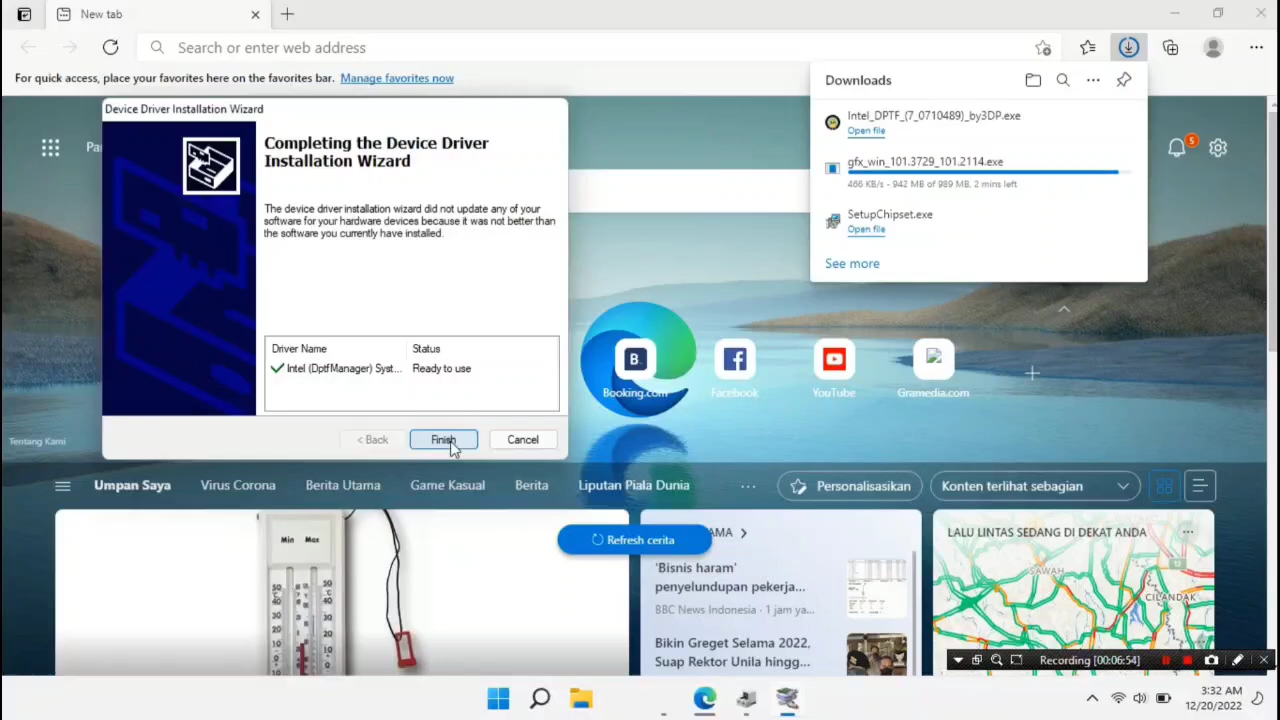 New tab
Search or enter web address
For quick access, place your favorites here on the favorites bar. Manage favorites now
Downloads
Intel_DPTF_(7_0710489)_by3DP.exe
Open file
gfx_win_101.3729_101.2114.exe
466 KB/s - 942 MB of 989 MB, 2 mins left
SetupChipset.exe
Open file
See more
5
Device Driver Installation Wizard
Completing the Device Driver
Installation Wizard
The device driver installation wizard did not update any of your
software for your hardware devices because it was not better than
the software you currently have installed.
Driver Name Status
Intel (DptfManager) Syst... Ready to use
< Back Finish Cancel
B.
Booking.com Facebook YouTube Gramedia.com
Tentang Kami
Umpan Saya Virus Corona Berita Utama Game Kasual Berita Liputan Piala Dunia ... Personalisasikan Konten terlihat sebagian
Refresh cerita
Min Max
'Bisnis haram'
penyelundupan pekerja...
BBC News Indonesia · 1 jam ya...
Bikin Greget Selama 2022,
Suap Rektor Unila hingg...
LALU LINTAS SEDANG DI DEKAT ANDA
SAWAH
CILANDAK
Recording [00:06:54]
3:32 AM
12/20/2022